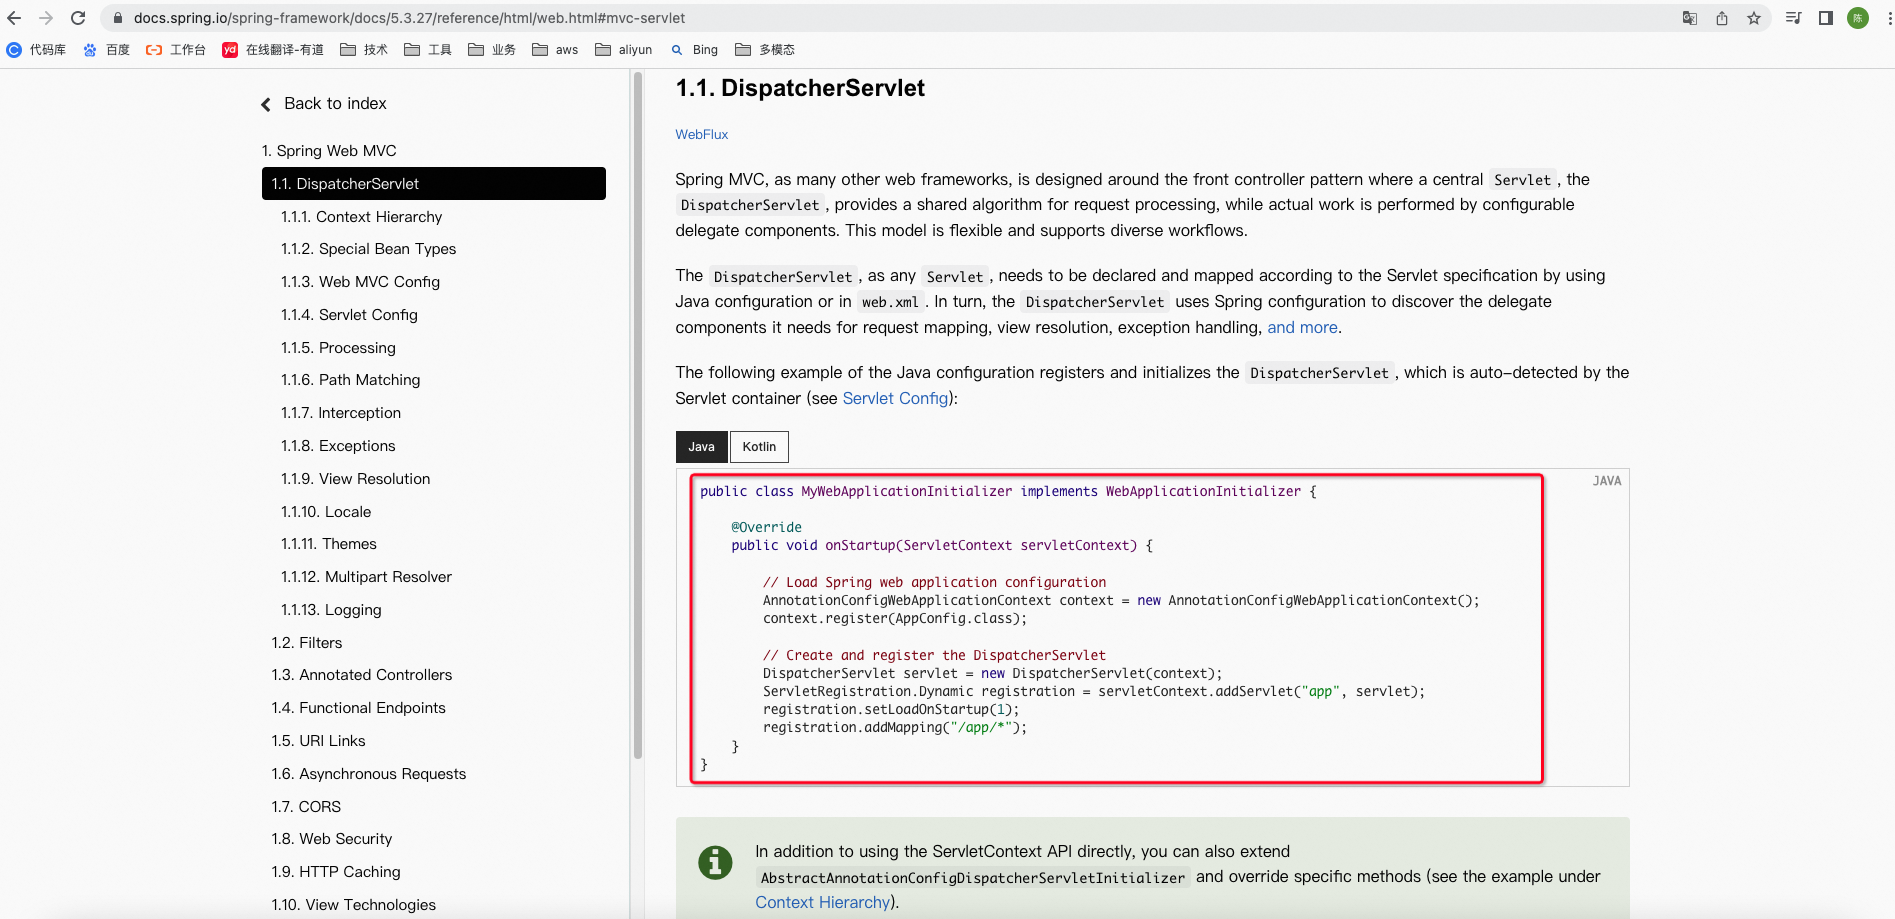 docs.spring.io/spring-framework/docs/5.3.27/reference/html/web.html#mvc-servlet
陈
代码库 百度 工作台 yd 在线翻译-有道 技术 工具 业务 aws aliyun Bing 多模态
Back to index
1. Spring Web MVC
1.1. DispatcherServlet
1.1.1. Context Hierarchy
1.1.2. Special Bean Types
1.1.3. Web MVC Config
1.1.4. Servlet Config
1.1.5. Processing
1.1.6. Path Matching
1.1.7. Interception
1.1.8. Exceptions
1.1.9. View Resolution
1.1.10. Locale
1.1.11. Themes
1.1.12. Multipart Resolver
1.1.13. Logging
1.2. Filters
1.3. Annotated Controllers
1.4. Functional Endpoints
1.5. URI Links
1.6. Asynchronous Requests
1.7. CORS
1.8. Web Security
1.9. HTTP Caching
1.10. View Technologies
1.1. DispatcherServlet
WebFlux
Spring MVC, as many other web frameworks, is designed around the front controller pattern where a central Servlet, the
DispatcherServlet, provides a shared algorithm for request processing, while actual work is performed by configurable
delegate components. This model is flexible and supports diverse workflows.
The DispatcherServlet, as any Servlet, needs to be declared and mapped according to the Servlet specification by using
Java configuration or in web.xml. In turn, the DispatcherServlet uses Spring configuration to discover the delegate
components it needs for request mapping, view resolution, exception handling, and more.
The following example of the Java configuration registers and initializes the DispatcherServlet, which is auto-detected by the
Servlet container (see Servlet Config):
Java Kotlin
JAVA
public class MyWebApplicationInitializer implements WebApplicationInitializer {
@Override
public void onStartup(ServletContext servletContext) {
// Load Spring web application configuration
AnnotationConfigWebApplicationContext context = new AnnotationConfigWebApplicationContext();
context.register(AppConfig.class);
// Create and register the DispatcherServlet
DispatcherServlet servlet = new DispatcherServlet(context);
ServletRegistration.Dynamic registration = servletContext.addServlet("app", servlet);
registration.setLoadOnStartup(1);
registration.addMapping("/app/*");
}
}
In addition to using the ServletContext API directly, you can also extend
AbstractAnnotationConfigDispatcherServletInitializer and override specific methods (see the example under
Context Hierarchy).